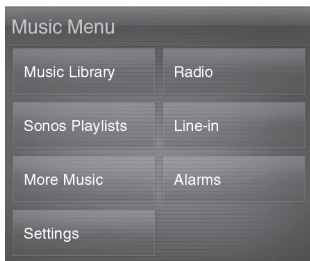 Music Menu
Music Library
Radio
Sonos Playlists
Line-in
More Music
Alarms
Settings